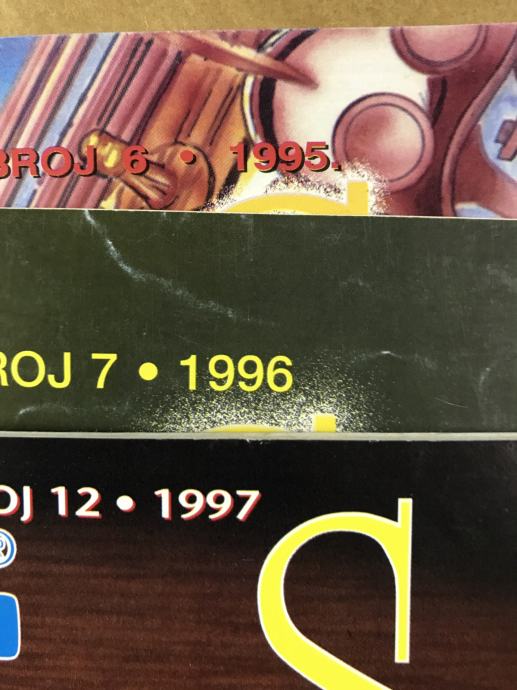 BROJ 6 • 1995.
ROJ 7 • 1996
OJ 12 • 1997
®
S